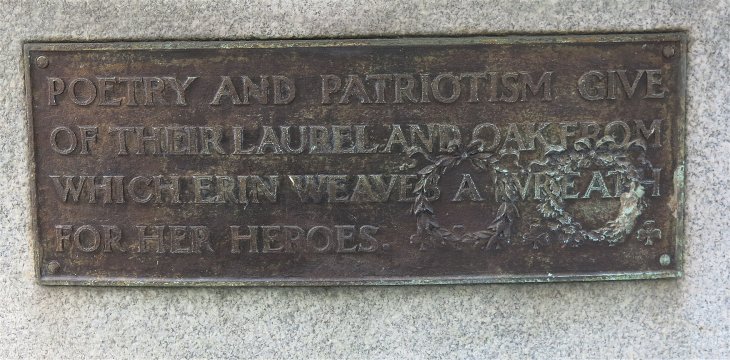 POETRY AND PATRIOTISM GIVE
OF THEIR LAUREL AND OAK FROM
WHICH ERIN WEAVES A WREATH
FOR HER HEROES.